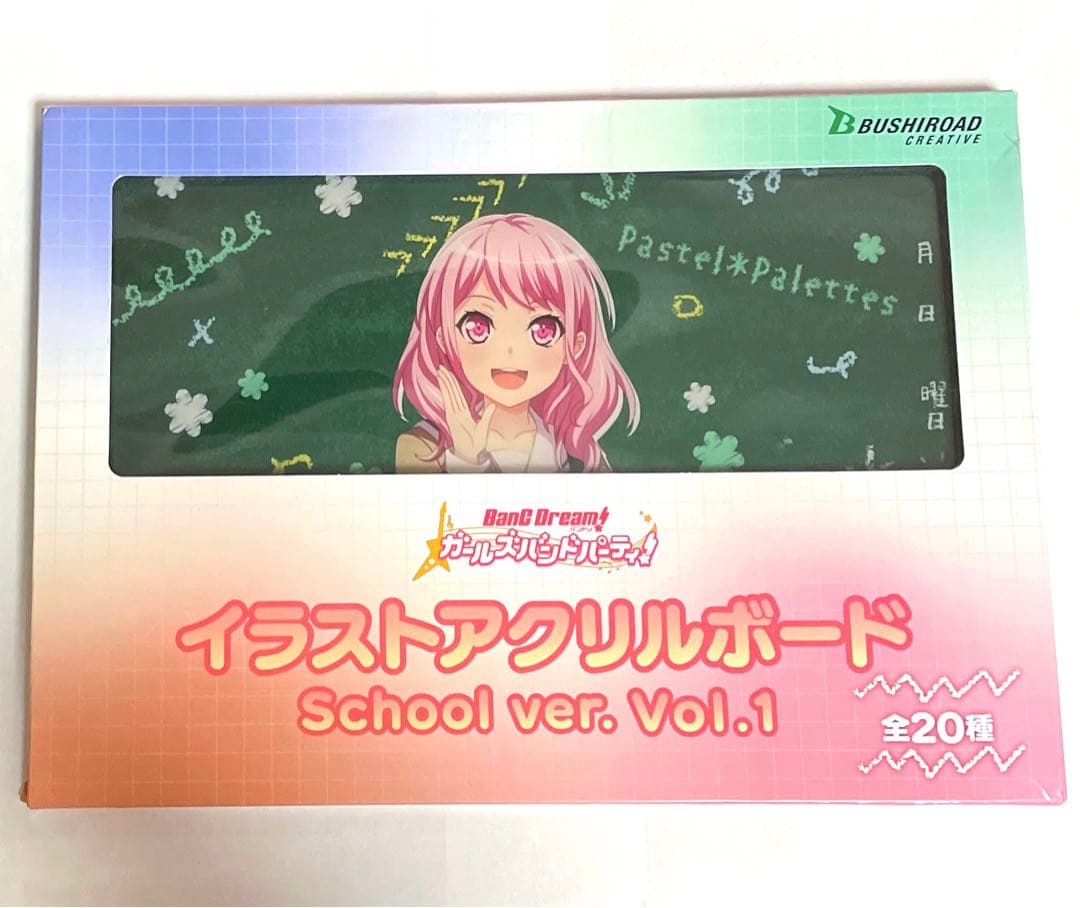 BUSHIROAD
CREATIVE
Pastel*Palettes
月
日
曜
日
BanG Dream!
バンドリ
ガールズバンドパーティ!
イラストアクリルボード
School ver. Vol.1
全20種